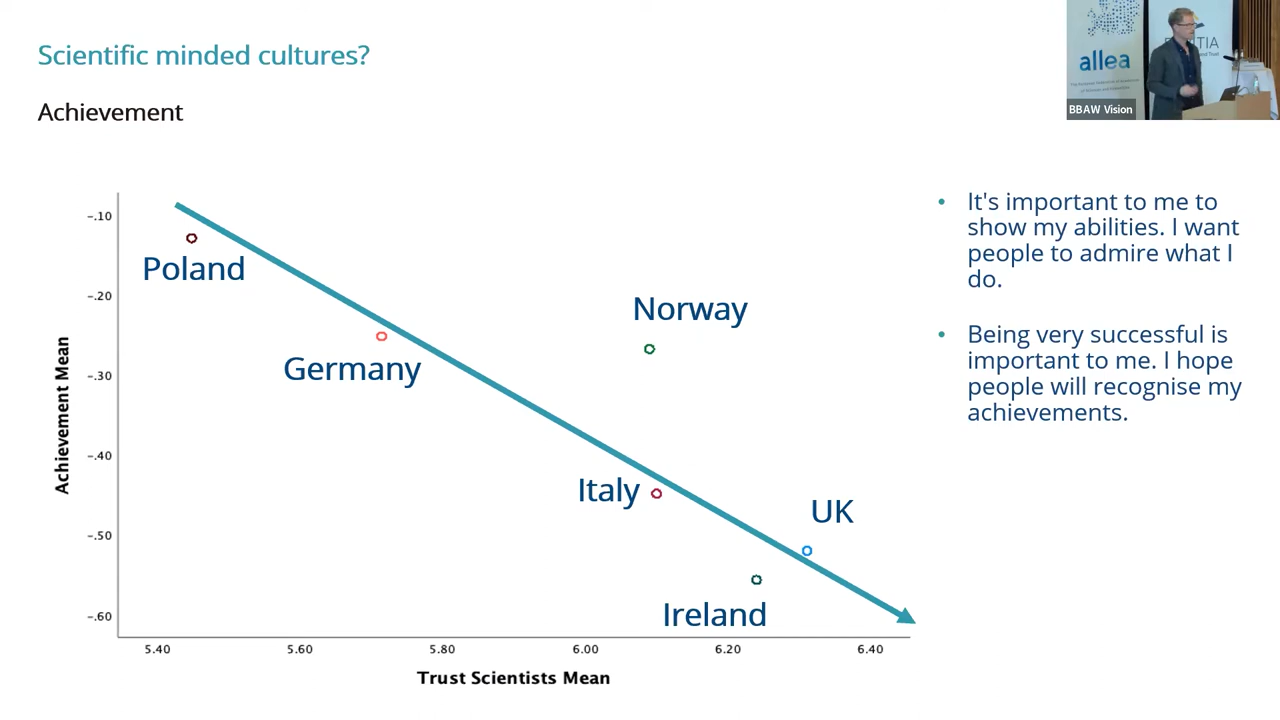 Scientific minded cultures?
Achievement
BBAW Vision
allea
-.10
-.20
-.30
-.40
-.50
-.60
Achievement Mean
Poland
Germany
Norway
Italy
UK
Ireland
5.40
5.60
5.80
6.00
6.20
6.40
Trust Scientists Mean
• It's important to me to
show my abilities. I want
people to admire what I
do.
• Being very successful is
important to me. I hope
people will recognise my
achievements.